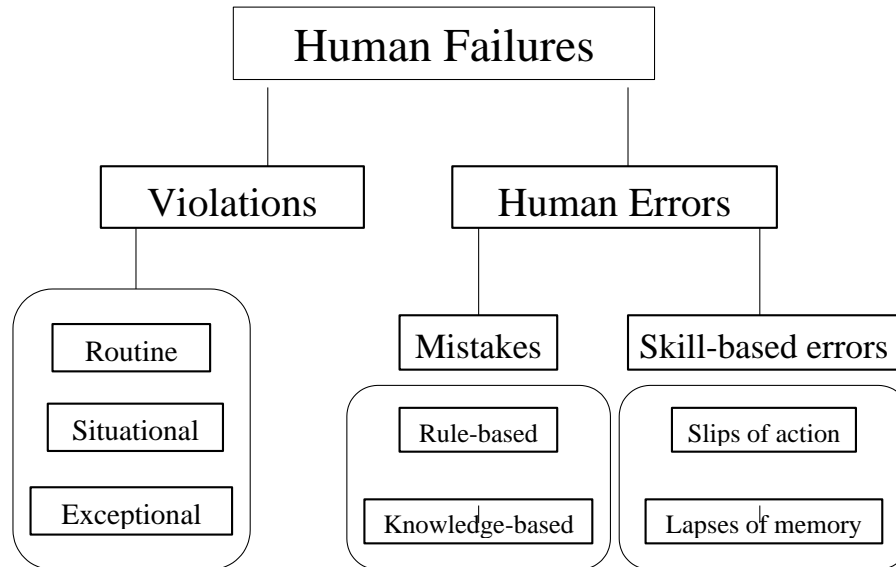 Human Failures
Violations
Human Errors
Routine
Situational
Exceptional
Mistakes
Skill-based errors
Rule-based
Slips of action
Knowledge-based
Lapses of memory